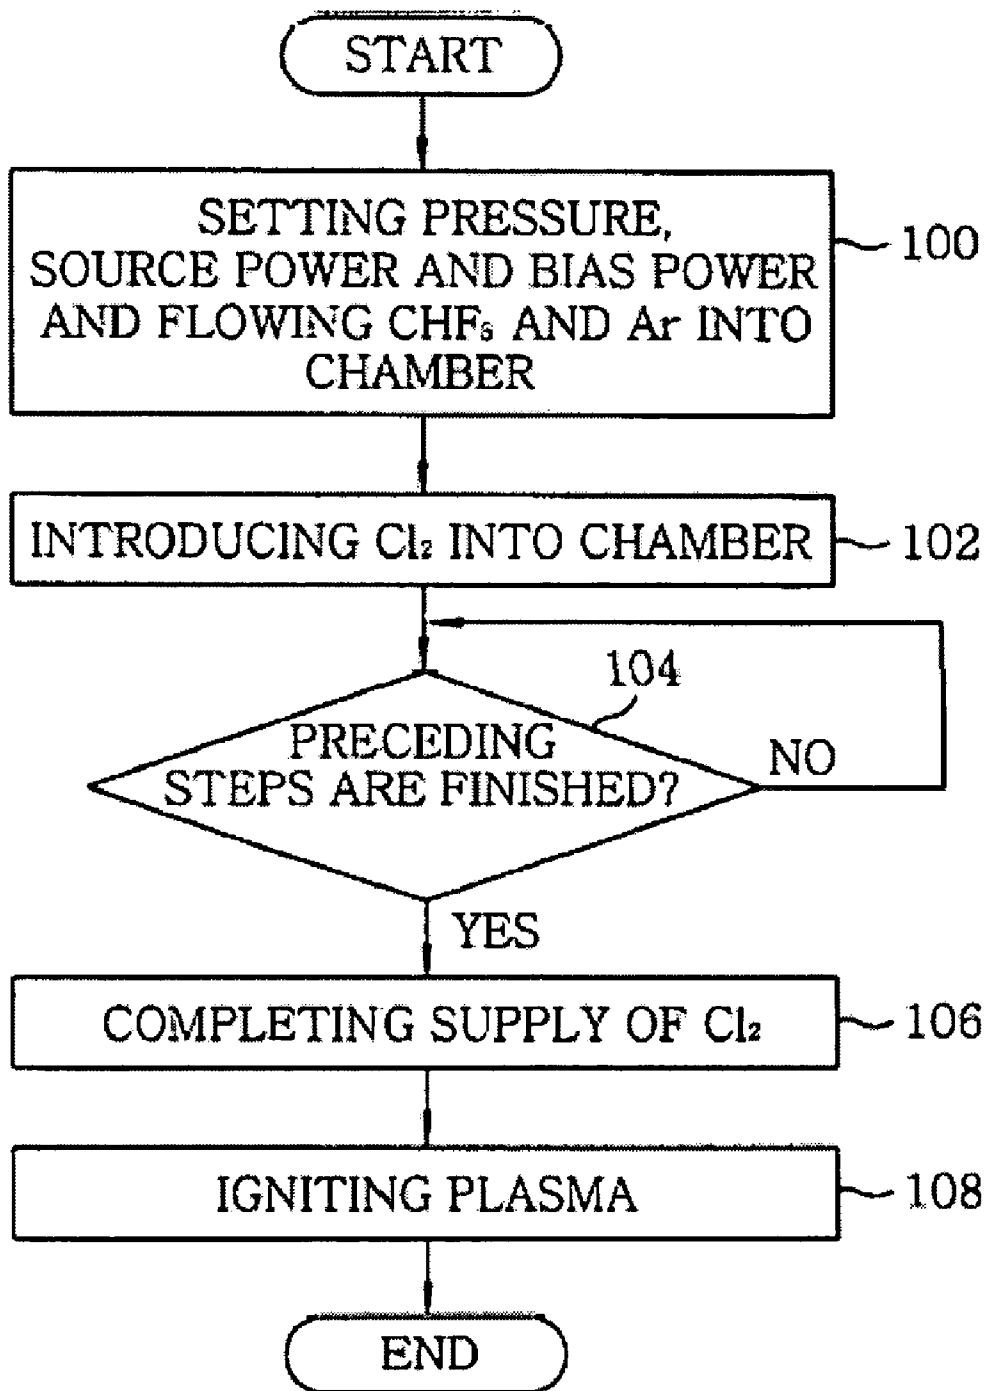 START
SETTING PRESSURE,
SOURCE POWER AND BIAS POWER
AND FLOWING CHF₃ AND Ar INTO
CHAMBER
100
INTRODUCING Cl₂ INTO CHAMBER
102
104
PRECEDING
STEPS ARE FINISHED?
NO
YES
COMPLETING SUPPLY OF Cl₂
106
IGNITING PLASMA
108
END